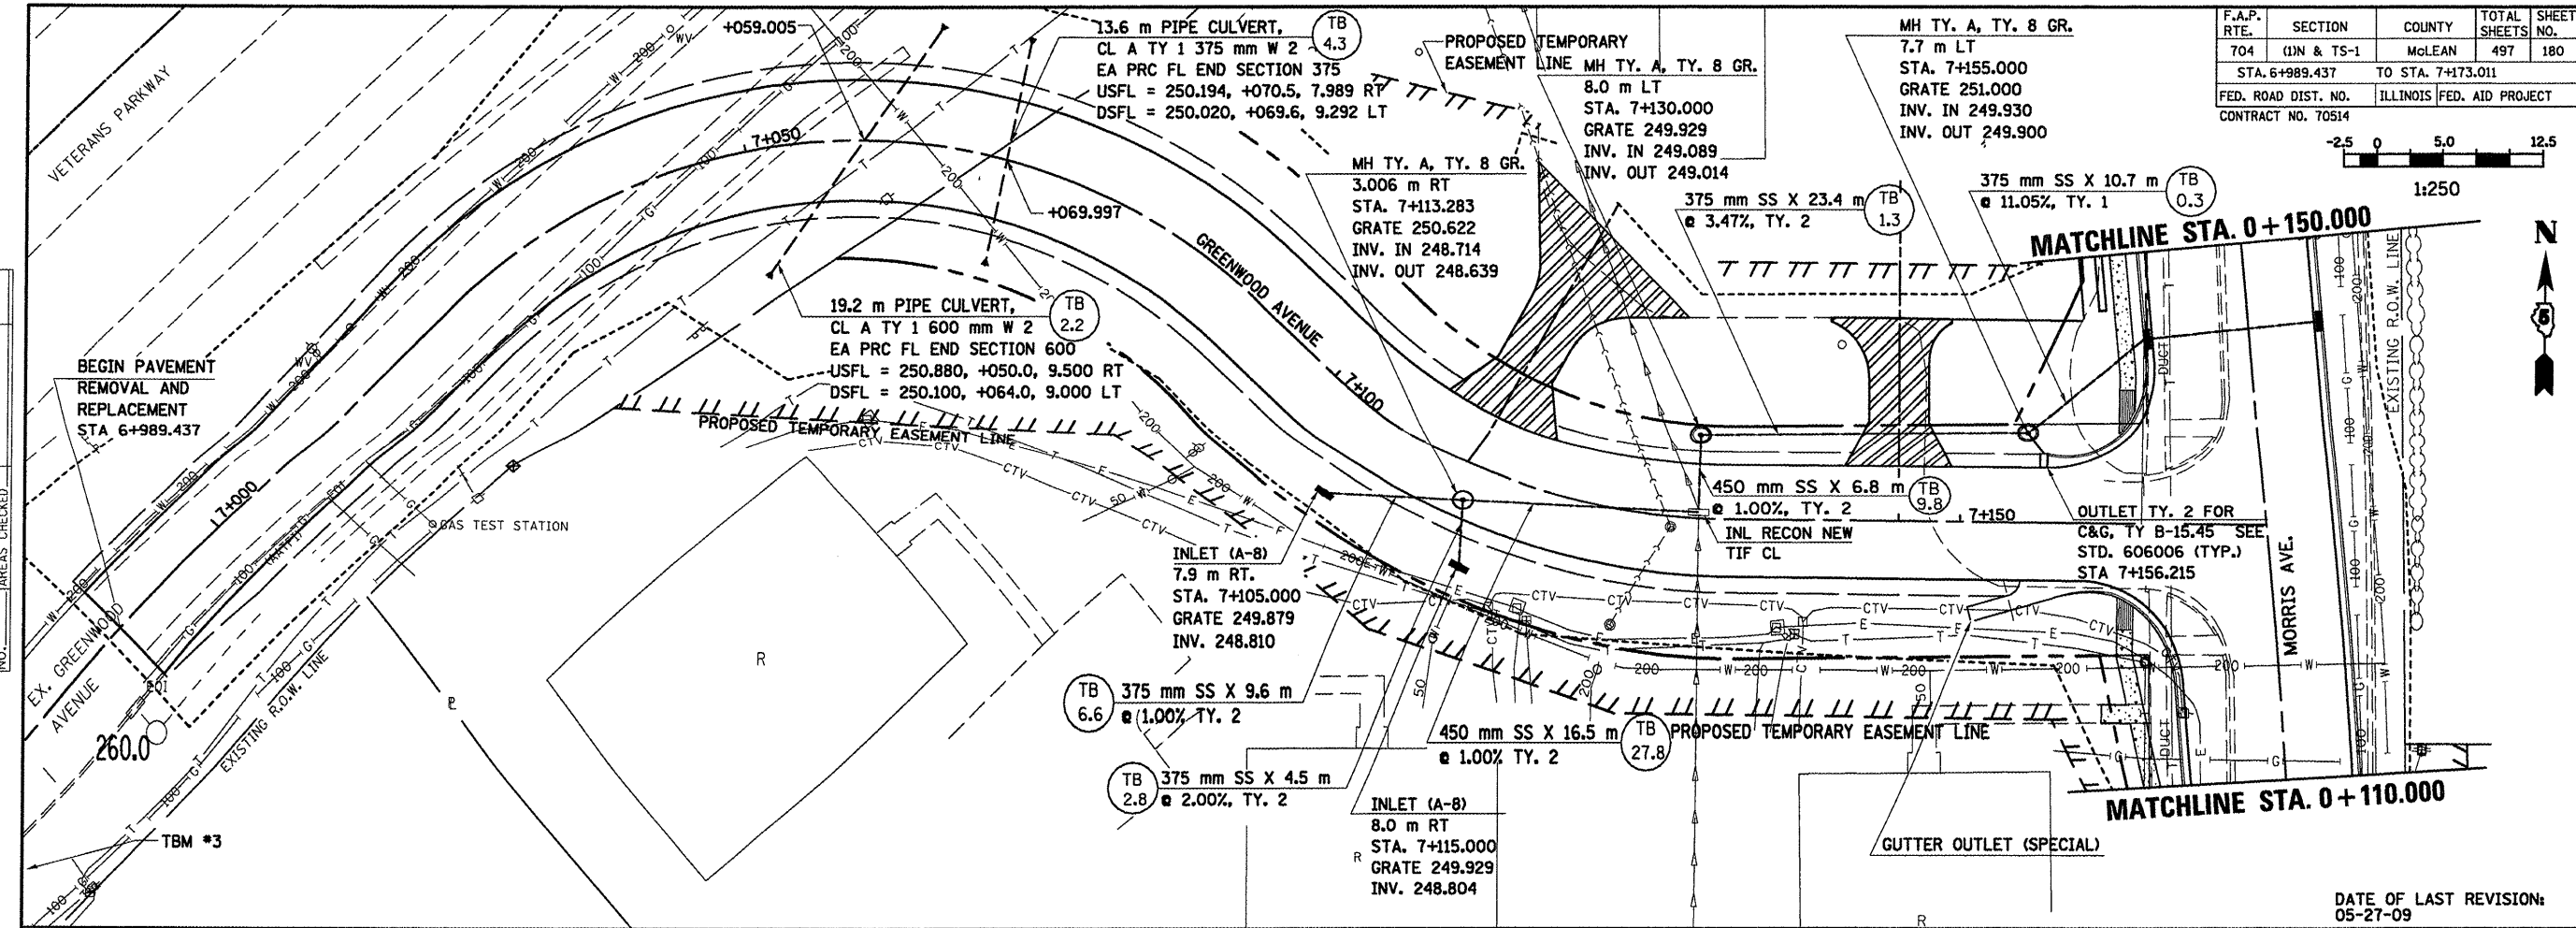 F.A.P. RTE. SECTION COUNTY TOTAL SHEETS SHEET NO.
704 (1)N & TS-1 McLEAN 497 180
STA. 6+989.437 TO STA. 7+173.011
FED. ROAD DIST. NO. ILLINOIS FED. AID PROJECT
CONTRACT NO. 70514
-2.5 0 5.0 12.5
1:250
N
5
VETERANS PARKWAY
+059.005
13.6 m PIPE CULVERT,
CL A TY 1 375 mm W 2
EA PRC FL END SECTION 375
USFL = 250.194, +070.5, 7.989 RT
DSFL = 250.020, +069.6, 9.292 LT
TB 4.3
PROPOSED TEMPORARY
EASEMENT LINE
MH TY. A, TY. 8 GR.
8.0 m LT
STA. 7+130.000
GRATE 249.929
INV. IN 249.089
INV. OUT 249.014
MH TY. A, TY. 8 GR.
7.7 m LT
STA. 7+155.000
GRATE 251.000
INV. IN 249.930
INV. OUT 249.900
MH TY. A, TY. 8 GR.
3.006 m RT
STA. 7+113.283
GRATE 250.622
INV. IN 248.714
INV. OUT 248.639
375 mm SS X 23.4 m
@ 3.47%, TY. 2
TB 1.3
375 mm SS X 10.7 m
@ 11.05%, TY. 1
TB 0.3
MATCHLINE STA. 0+150.000
7+050
+069.997
GREENWOOD AVENUE
19.2 m PIPE CULVERT,
CL A TY 1 600 mm W 2
EA PRC FL END SECTION 600
USFL = 250.880, +050.0, 9.500 RT
DSFL = 250.100, +064.0, 9.000 LT
TB 2.2
BEGIN PAVEMENT
REMOVAL AND
REPLACEMENT
STA 6+989.437
7+100
PROPOSED TEMPORARY EASEMENT LINE
7+000
GAS TEST STATION
EXISTING R.O.W. LINE
DUCT
450 mm SS X 6.8 m
@ 1.00%, TY. 2
TB 9.8
INL RECON NEW
TIF CL
7+150
OUTLET TY. 2 FOR
C&G, TY B-15.45 SEE
STD. 606006 (TYP.)
STA 7+156.215
MORRIS AVE.
INLET (A-8)
7.9 m RT.
STA. 7+105.000
GRATE 249.879
INV. 248.810
EX. GREENWOOD
AVENUE
260.0
EXISTING R.O.W. LINE
R
TB 6.6
375 mm SS X 9.6 m
@ 1.00% TY. 2
450 mm SS X 16.5 m
@ 1.00% TY. 2
TB 27.8
PROPOSED TEMPORARY EASEMENT LINE
DUCT
TB 2.8
375 mm SS X 4.5 m
@ 2.00%, TY. 2
MATCHLINE STA. 0+110.000
TBM #3
INLET (A-8)
8.0 m RT
STA. 7+115.000
GRATE 249.929
INV. 248.804
R
GUTTER OUTLET (SPECIAL)
R
DATE OF LAST REVISION:
05-27-09
AREAS CHECKED
NO.